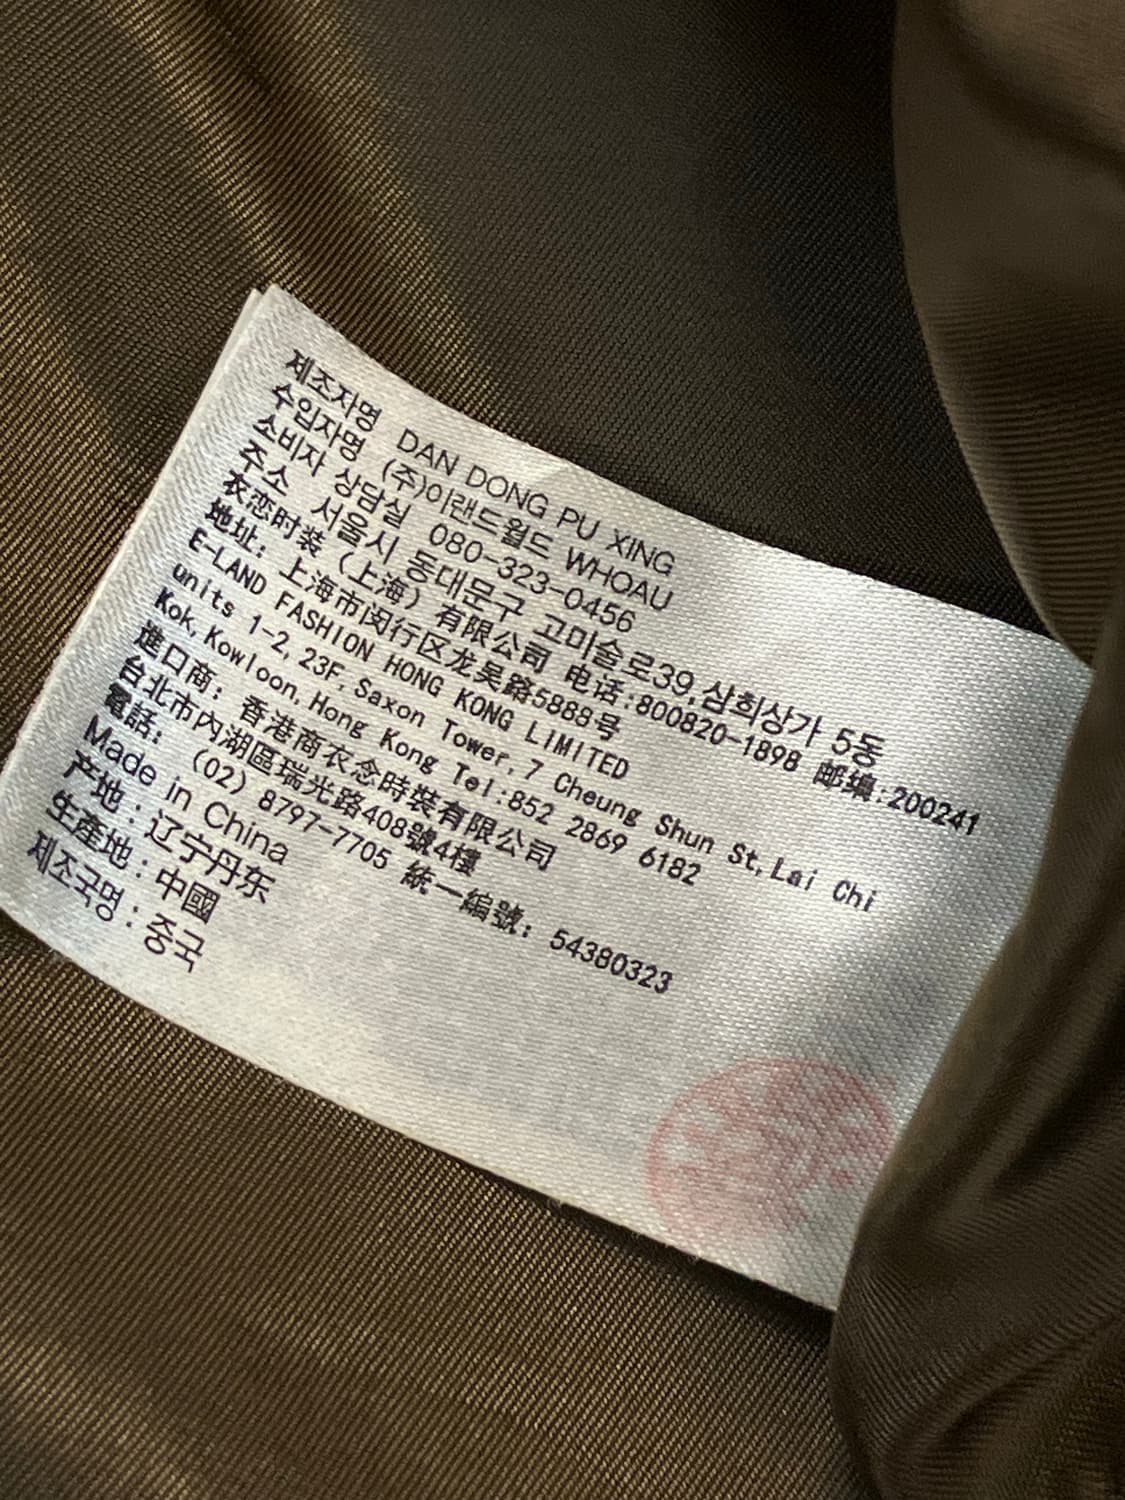 제조자명 DAN DONG PU XING
수입자명 (주)이랜드월드 WHOAU
소비자 상담실 080-323-0456
주소 서울시 동대문구 고미술로39,삼희상가 5동
衣恋时装（上海）有限公司 电话:800820-1898 邮编:200241
地址: 上海市闵行区龙吴路5888号
E-LAND FASHION HONG KONG LIMITED
units 1-2,23F,Saxon Tower,7 Cheung Shun St,Lai Chi
Kok,Kowloon,Hong Kong Tel:852 2869 6182
進口商: 香港商衣念時裝有限公司
台北市內湖區瑞光路408號4樓
電話: (02) 8797-7705 統一編號: 54380323
Made in China
产地：辽宁丹东
生產地：中國
제조국명：중국